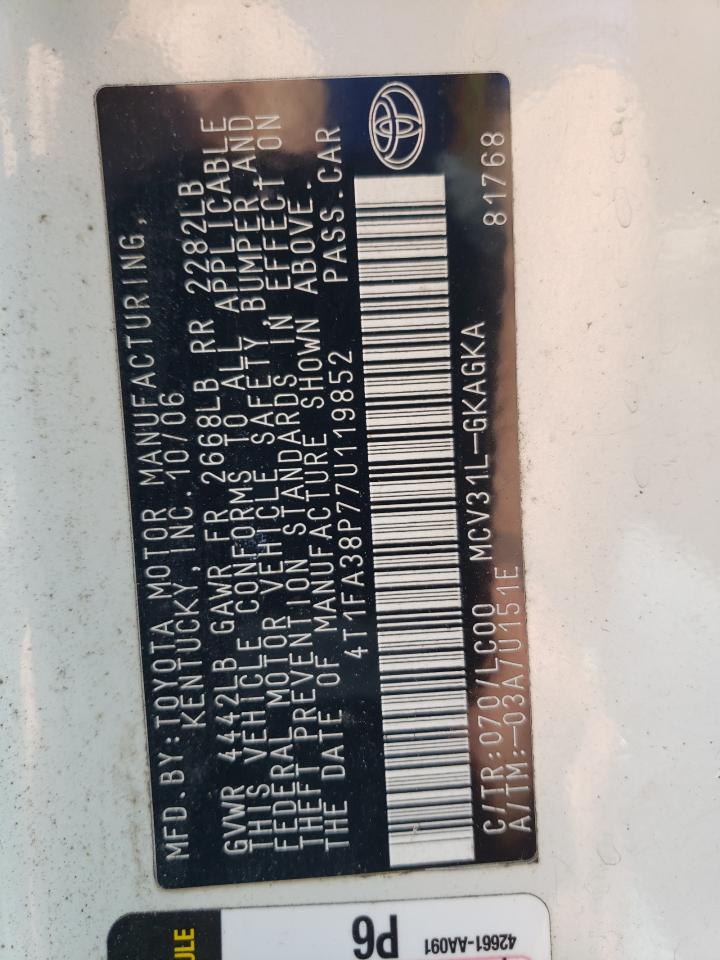 MFD.BY:TOYOTA MOTOR MANUFACTURING,
KENTUCKY, INC. 10/06
GVWR 4442LB GAWR FR 2668LB RR 2282LB
THIS VEHICLE CONFORMS TO ALL APPLICABLE
FEDERAL MOTOR VEHICLE SAFETY BUMPER AND
THEFT PREVENTION STANDARDS IN EFFECT ON
THE DATE OF MANUFACTURE SHOWN ABOVE.
4T1FA38P77U119852 PASS.CAR
C/TR:070/LC00 MCV31L-GKAGKA 81768
A/TM:-03A/U151E
P6
42661-AA091